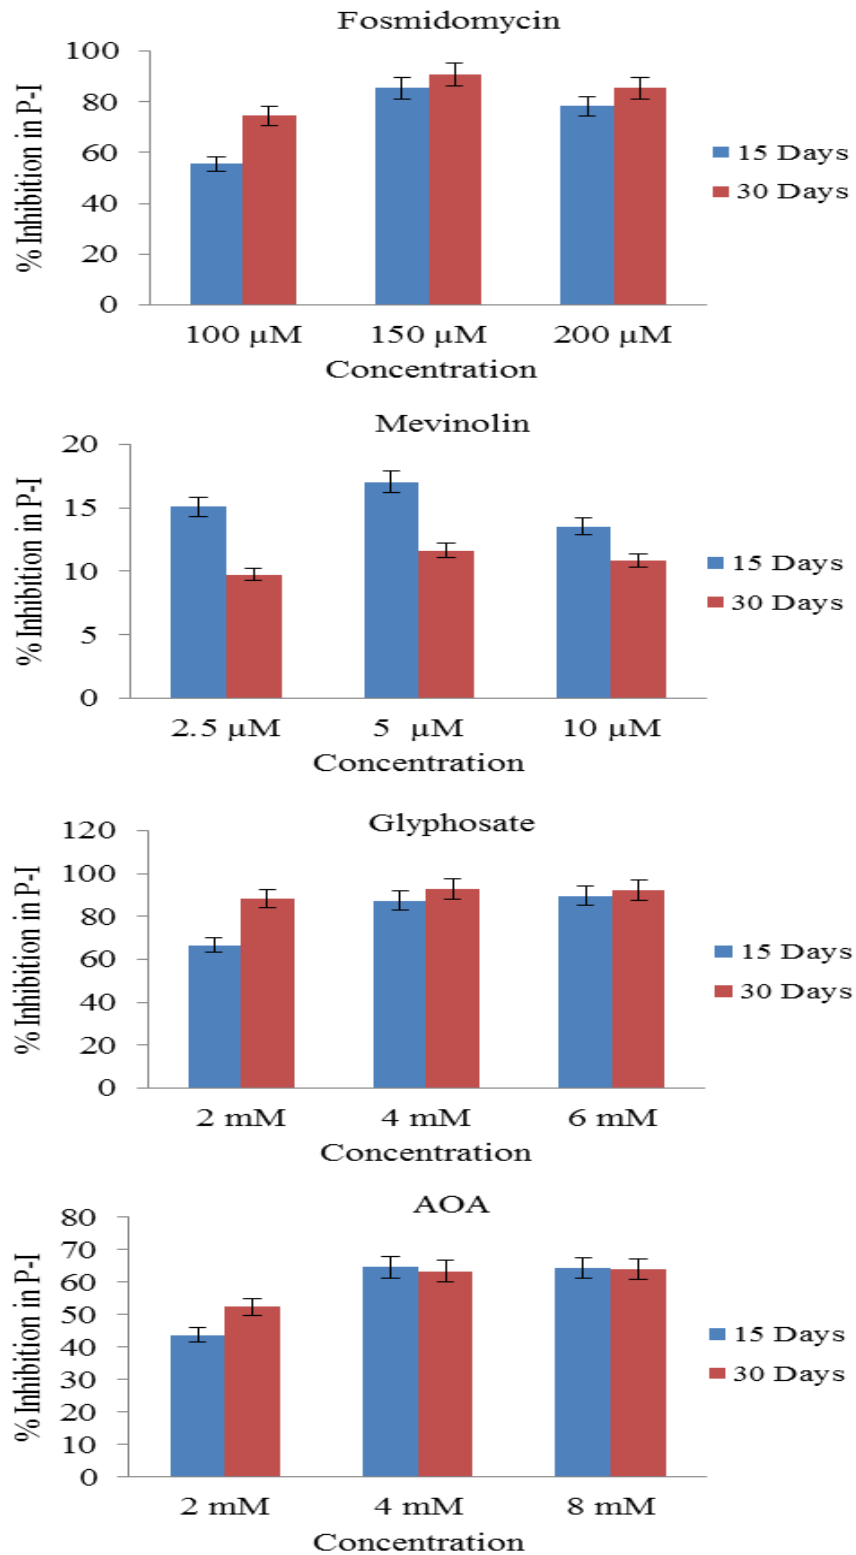 Fosmidomycin
% Inhibition in P-I
100
80
60
40
20
0
100 µM 150 µM 200 µM
Concentration
15 Days
30 Days
Mevinolin
% Inhibition in P-I
20
15
10
5
0
2.5 µM 5 µM 10 µM
Concentration
15 Days
30 Days
Glyphosate
% Inhibition in P-I
120
100
80
60
40
20
0
2 mM 4 mM 6 mM
Concentration
15 Days
30 Days
AOA
% Inhibition in P-I
80
70
60
50
40
30
20
10
0
2 mM 4 mM 8 mM
Concentration
15 Days
30 Days